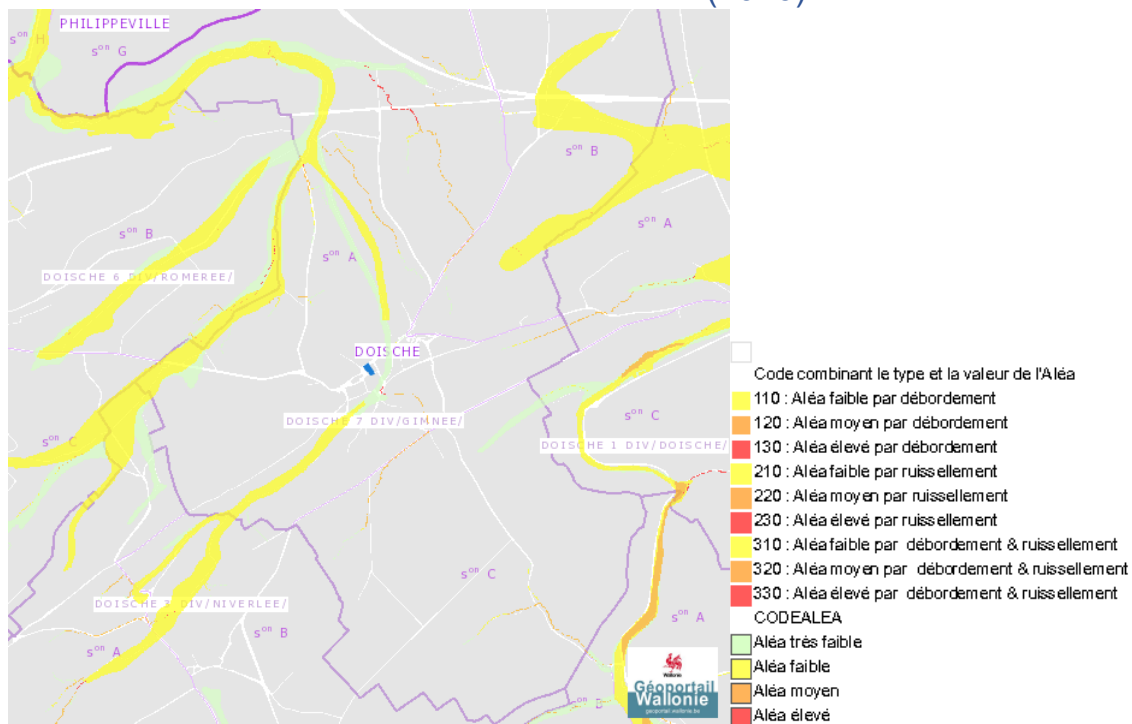 PHILIPPEVILLE
sᵒⁿ H
sᵒⁿ G
sᵒⁿ B
sᵒⁿ A
sᵒⁿ B
sᵒⁿ A
DOISCHE 6 DIV/ROMEREE/
DOISCHE
DOISCHE 7 DIV/GIMNEE/
sᵒⁿ C
sᵒⁿ C
DOISCHE 1 DIV/DOISCHE/
sᵒⁿ C
DOISCHE 3 DIV/NIVERLEE/
sᵒⁿ A
sᵒⁿ B
sᵒⁿ A
sᵒⁿ B
Wallonie
Géoportail
Wallonie
geoportail.wallonie.be
Code combinant le type et la valeur de l'Aléa
110 : Aléa faible par débordement
120 : Aléa moyen par débordement
130 : Aléa élevé par débordement
210 : Aléa faible par ruissellement
220 : Aléa moyen par ruissellement
230 : Aléa élevé par ruissellement
310 : Aléa faible par débordement & ruissellement
320 : Aléa moyen par débordement & ruissellement
330 : Aléa élevé par débordement & ruissellement
CODEALEA
Aléa très faible
Aléa faible
Aléa moyen
Aléa élevé